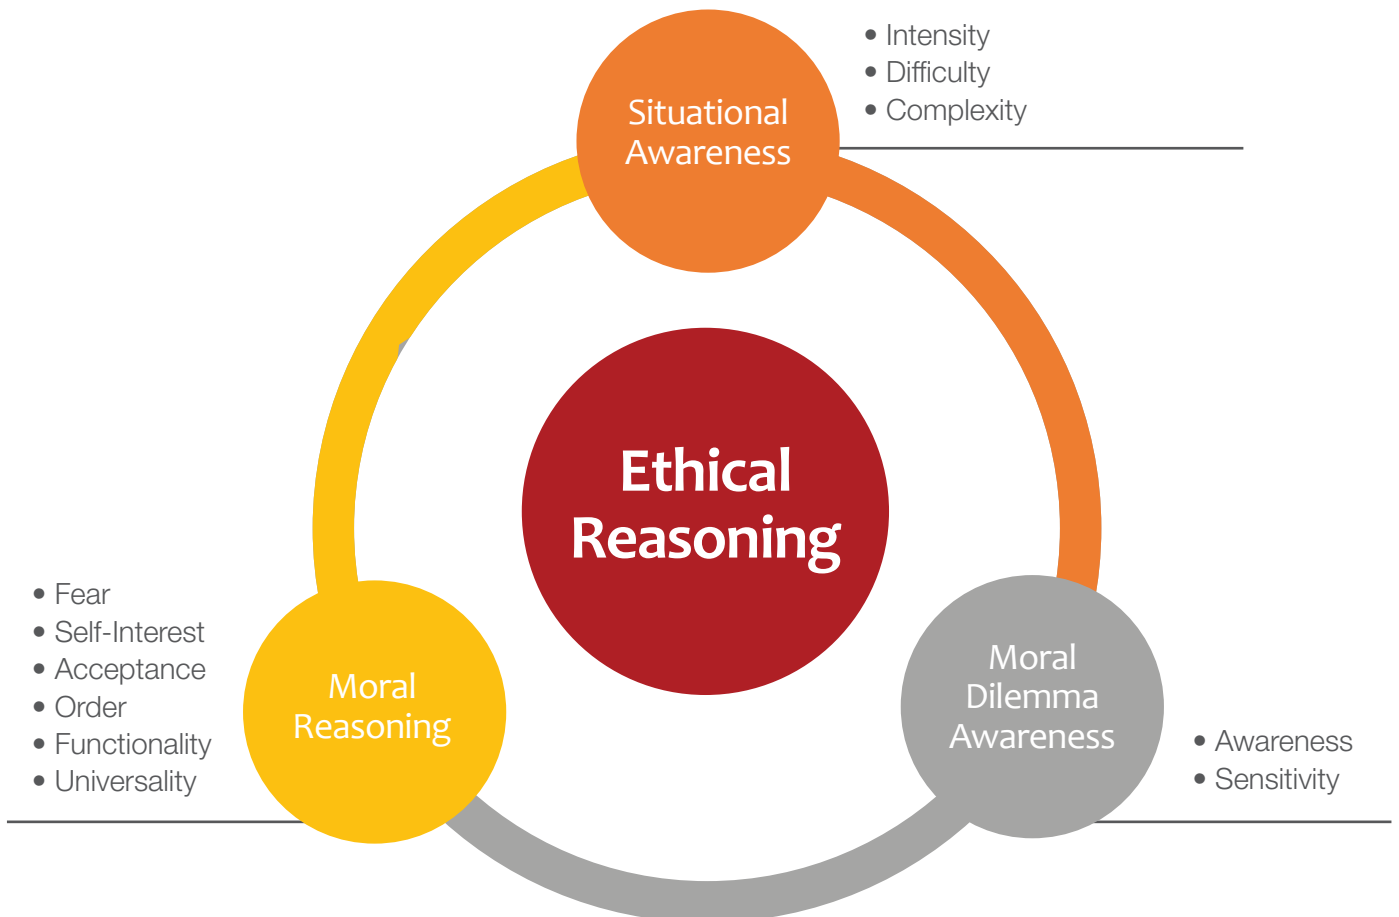 Situational
Awareness
• Intensity
• Difficulty
• Complexity
Ethical
Reasoning
• Fear
• Self-Interest
• Acceptance
• Order
• Functionality
• Universality
Moral
Reasoning
Moral
Dilemma
Awareness
• Awareness
• Sensitivity